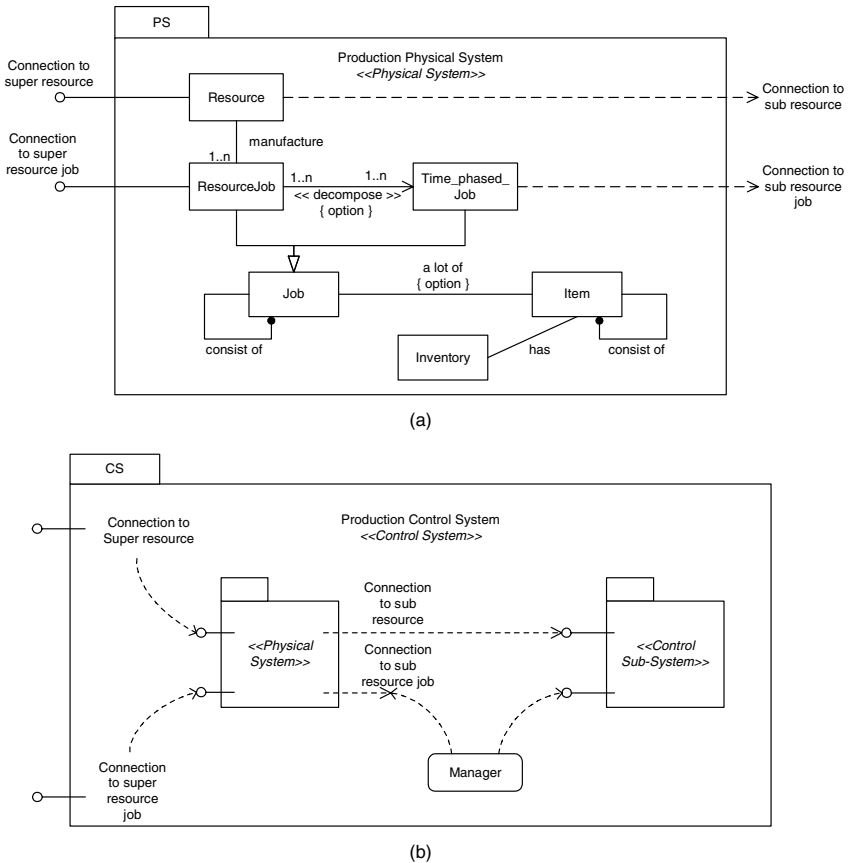 PS
Production Physical System
<<Physical System>>
Connection to
super resource
Resource
Connection to
sub resource
manufacture
Connection
to super
resource job
1..n
ResourceJob
1..n
1..n
<< decompose >>
{ option }
Time_phased_
Job
Connection to
sub resource
job
Job
a lot of
{ option }
Item
consist of
Inventory
has
consist of
(a)
CS
Production Control System
<<Control System>>
Connection to
Super resource
Connection
to sub
resource
<<Physical
System>>
Connection
to sub
resource job
<<Control
Sub-System>>
Manager
Connection
to super
resource
job
(b)